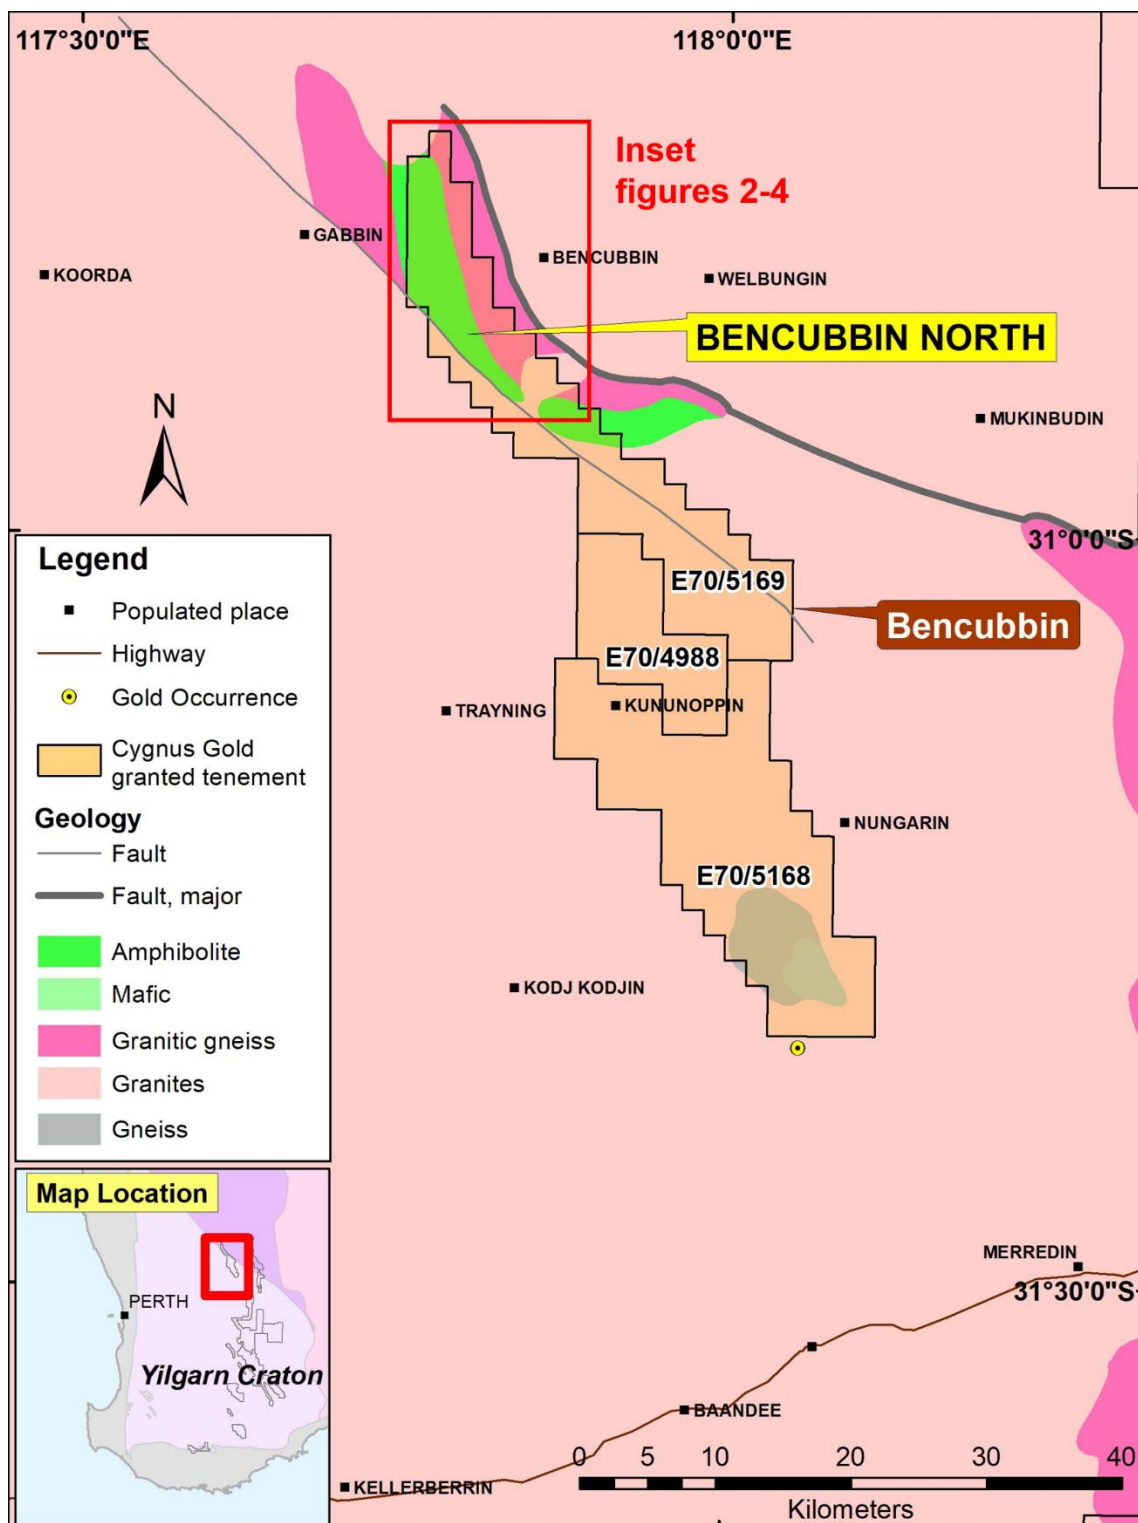 117°30'0"E
118°0'0"E
Inset
figures 2-4
GABBIN
BENCUBBIN
KOORDA
WELBUNGIN
BENCUBBIN NORTH
N
MUKINBUDIN
31°0'0"S
Legend
Populated place
Highway
Gold Occurrence
Cygnus Gold
granted tenement
Geology
Fault
Fault, major
Amphibolite
Mafic
Granitic gneiss
Granites
Gneiss
E70/5169
Bencubbin
E70/4988
TRAYNING
KUNUNOPPIN
NUNGARIN
E70/5168
KODJ KODJIN
Map Location
PERTH
Yilgarn Craton
MERREDIN
31°30'0"S
BAANDEE
KELLERBERRIN
0 5 10 20 30 40
Kilometers